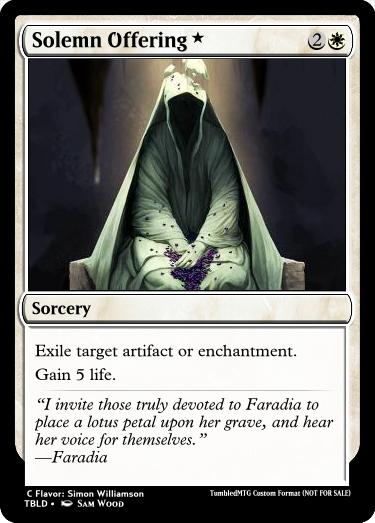 Solemn Offering ★ 2
Sorcery
Exile target artifact or enchantment.
Gain 5 life.
“I invite those truly devoted to Faradia to
place a lotus petal upon her grave, and hear
her voice for themselves.”
—Faradia
C Flavor: Simon Williamson
TumbledMTG Custom Format (NOT FOR SALE)
TBLD • Sam Wood